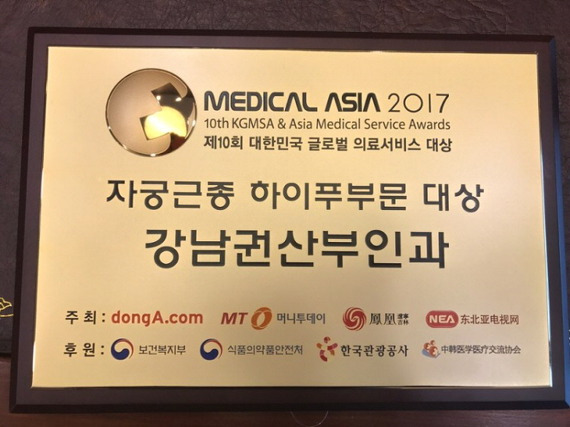 MEDICAL ASIA 2017
10th KGMSA & Asia Medical Service Awards
제10회 대한민국 글로벌 의료서비스 대상
자궁근종 하이푸부문 대상
강남권산부인과
주최 : dongA.com MT 머니투데이 鳳凰 遼寧 吉林 NEA 东北亚电视网
후원 : 보건복지부 식품의약품안전처 한국관광공사 中韩医学医疗交流协会